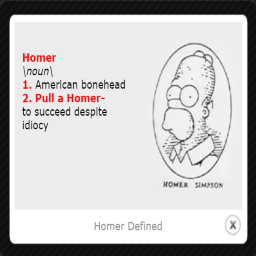 Homer
\noun\
1. American bonehead
2. Pull a Homer-
to succeed despite
idiocy
HOMER SIMPSON
Homer Defined
X